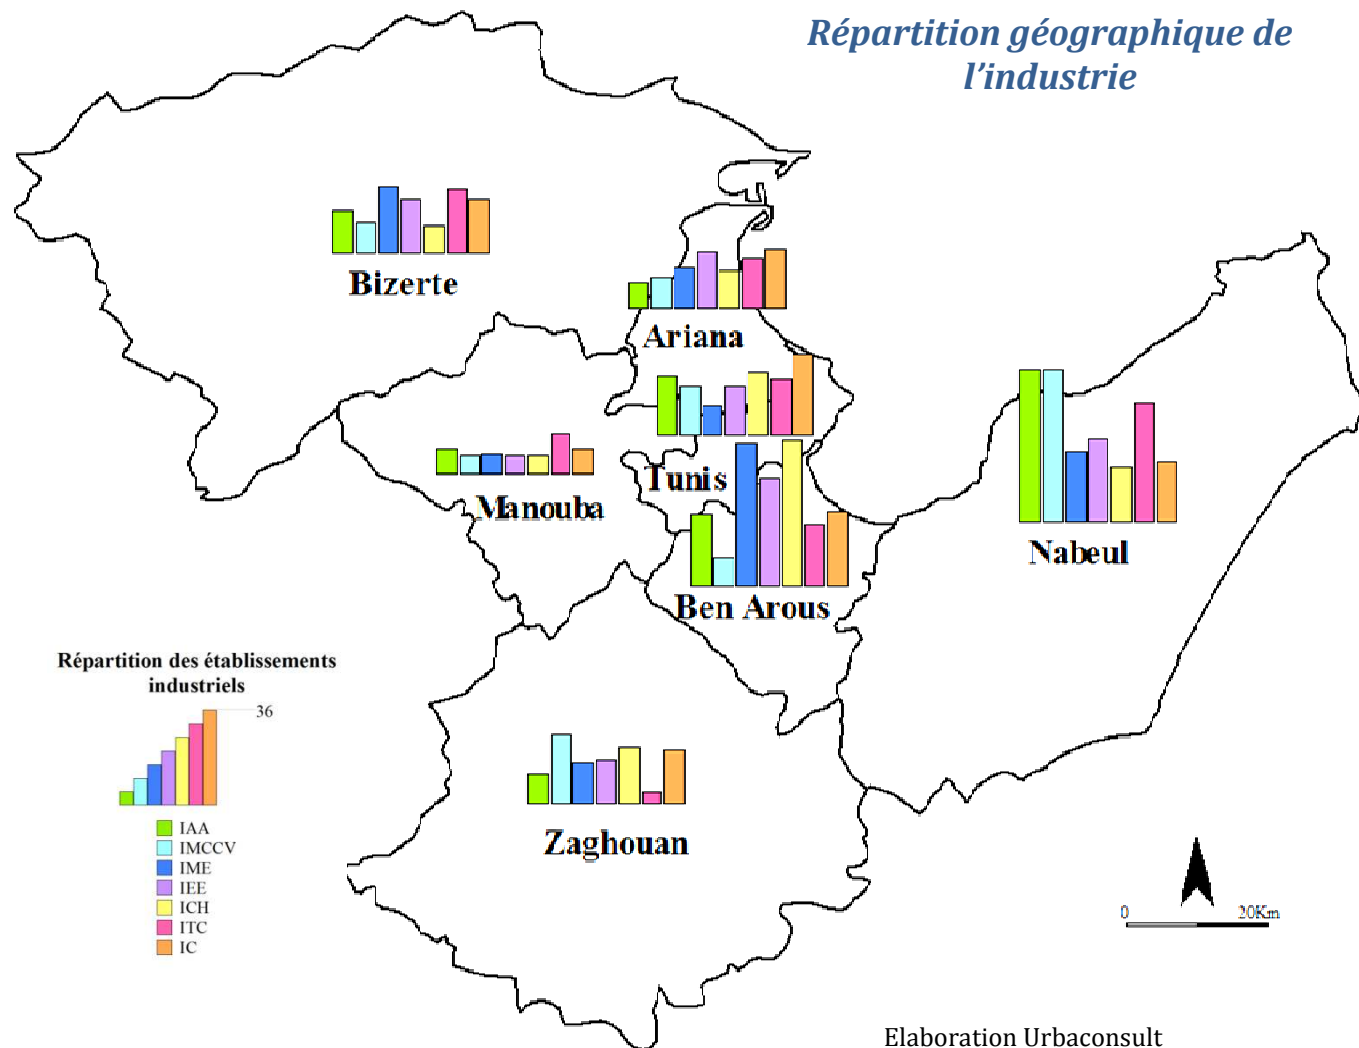 Répartition géographique de
l'industrie
Bizerte
Ariana
Tunis
Manouba
Nabeul
Ben Arous
Répartition des établissements
industriels
36
IAA
IMCCV
IME
IEE
ICH
ITC
IC
Zaghouan
0 20Km
Elaboration Urbaconsult